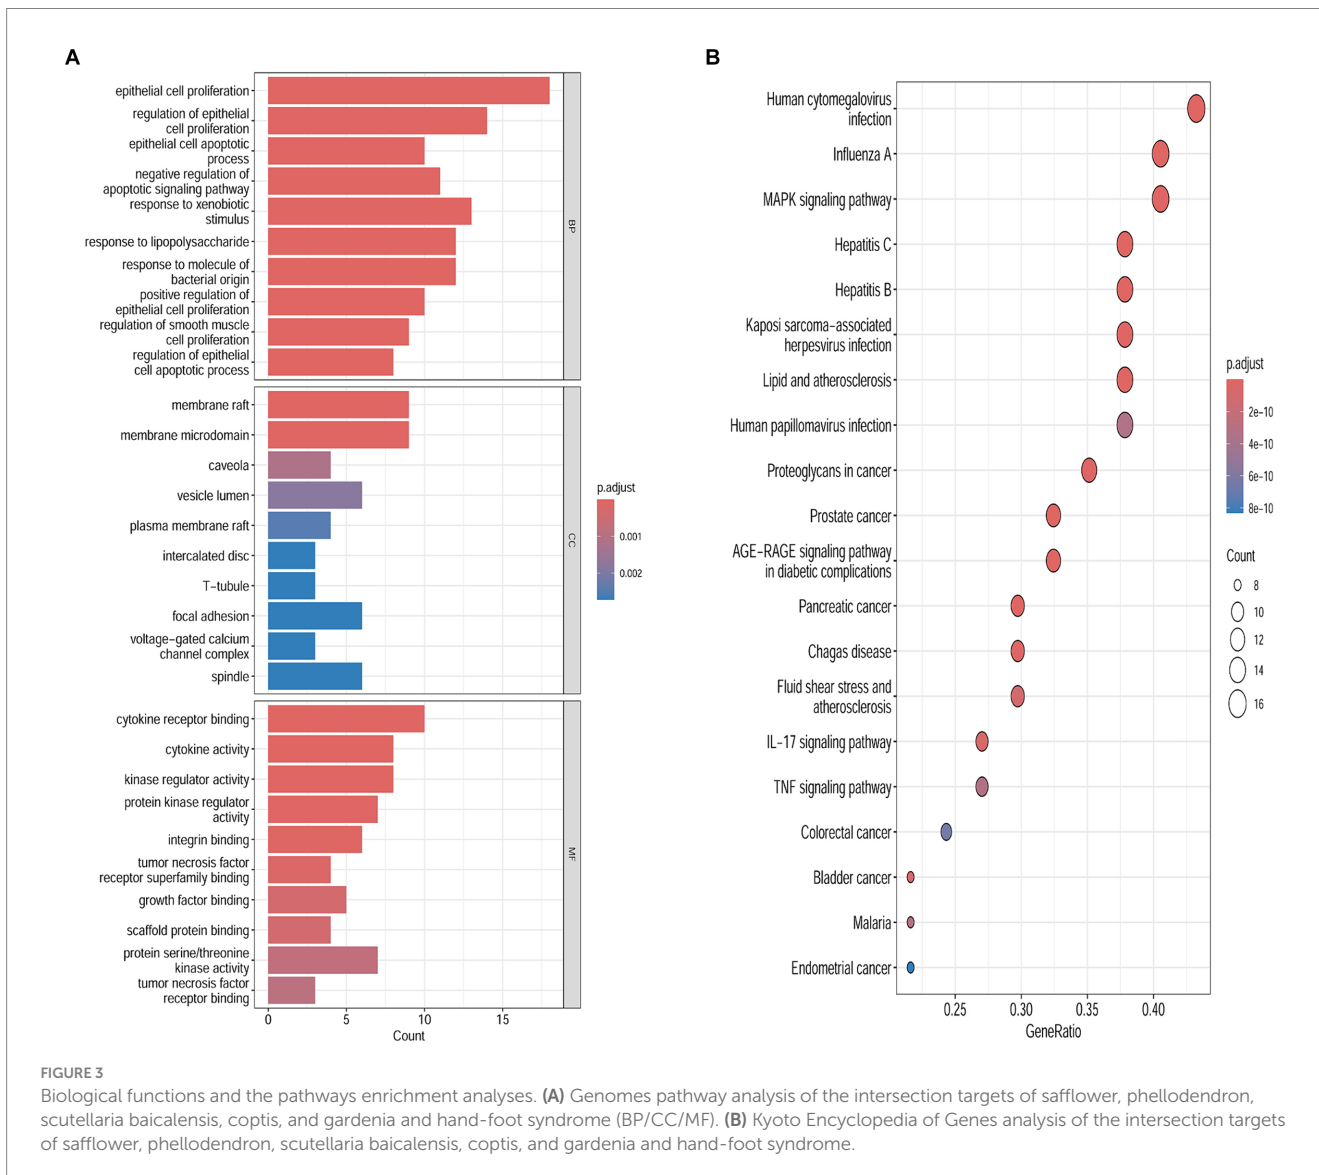 A
epithelial cell proliferation
regulation of epithelial
cell proliferation
epithelial cell apoptotic
process
negative regulation of
apoptotic signaling pathway
response to xenobiotic
stimulus
response to lipopolysaccharide
response to molecule of
bacterial origin
positive regulation of
epithelial cell proliferation
regulation of smooth muscle
cell proliferation
regulation of epithelial
cell apoptotic process
BP
membrane raft
membrane microdomain
caveola
vesicle lumen
plasma membrane raft
intercalated disc
T-tubule
focal adhesion
voltage-gated calcium
channel complex
spindle
CC
cytokine receptor binding
cytokine activity
kinase regulator activity
protein kinase regulator
activity
integrin binding
tumor necrosis factor
receptor superfamily binding
growth factor binding
scaffold protein binding
protein serine/threonine
kinase activity
tumor necrosis factor
receptor binding
MF
0 5 10 15
Count
p.adjust
0.001
0.002
B
Human cytomegalovirus
infection
Influenza A
MAPK signaling pathway
Hepatitis C
Hepatitis B
Kaposi sarcoma-associated
herpesvirus infection
Lipid and atherosclerosis
Human papillomavirus infection
Proteoglycans in cancer
Prostate cancer
AGE-RAGE signaling pathway
in diabetic complications
Pancreatic cancer
Chagas disease
Fluid shear stress and
atherosclerosis
IL-17 signaling pathway
TNF signaling pathway
Colorectal cancer
Bladder cancer
Malaria
Endometrial cancer
0.25 0.30 0.35 0.40
GeneRatio
p.adjust
2e-10
4e-10
6e-10
8e-10
Count
8
10
12
14
16
FIGURE 3
Biological functions and the pathways enrichment analyses. (A) Genomes pathway analysis of the intersection targets of safflower, phellodendron,
scutellaria baicalensis, coptis, and gardenia and hand-foot syndrome (BP/CC/MF). (B) Kyoto Encyclopedia of Genes analysis of the intersection targets
of safflower, phellodendron, scutellaria baicalensis, coptis, and gardenia and hand-foot syndrome.